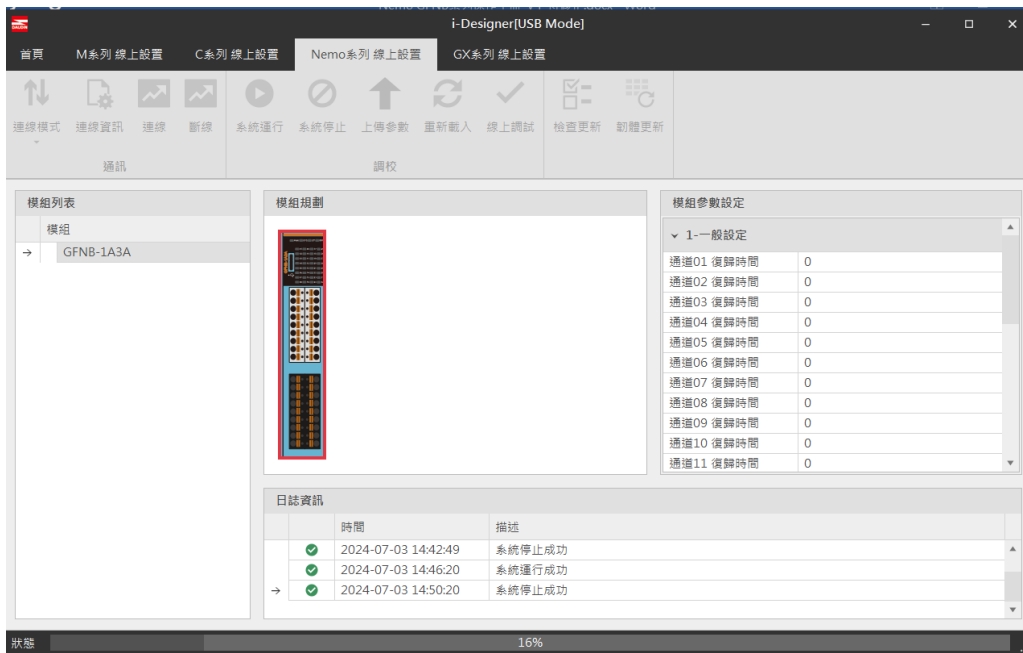 i-Designer[USB Mode]
首頁 M系列 線上設置 C系列 線上設置 Nemo系列 線上設置 GX系列 線上設置
連線模式 連線資訊 連線 斷線 系統運行 系統停止 上傳參數 重新載入 線上調試 檢查更新 韌體更新
通訊 調校
模組列表
模組
GFNB-1A3A
模組規劃
模組參數設定
1-一般設定
通道01 復歸時間 0
通道02 復歸時間 0
通道03 復歸時間 0
通道04 復歸時間 0
通道05 復歸時間 0
通道06 復歸時間 0
通道07 復歸時間 0
通道08 復歸時間 0
通道09 復歸時間 0
通道10 復歸時間 0
通道11 復歸時間 0
日誌資訊
時間 描述
2024-07-03 14:42:49 系統停止成功
2024-07-03 14:46:20 系統運行成功
2024-07-03 14:50:20 系統停止成功
狀態 16%